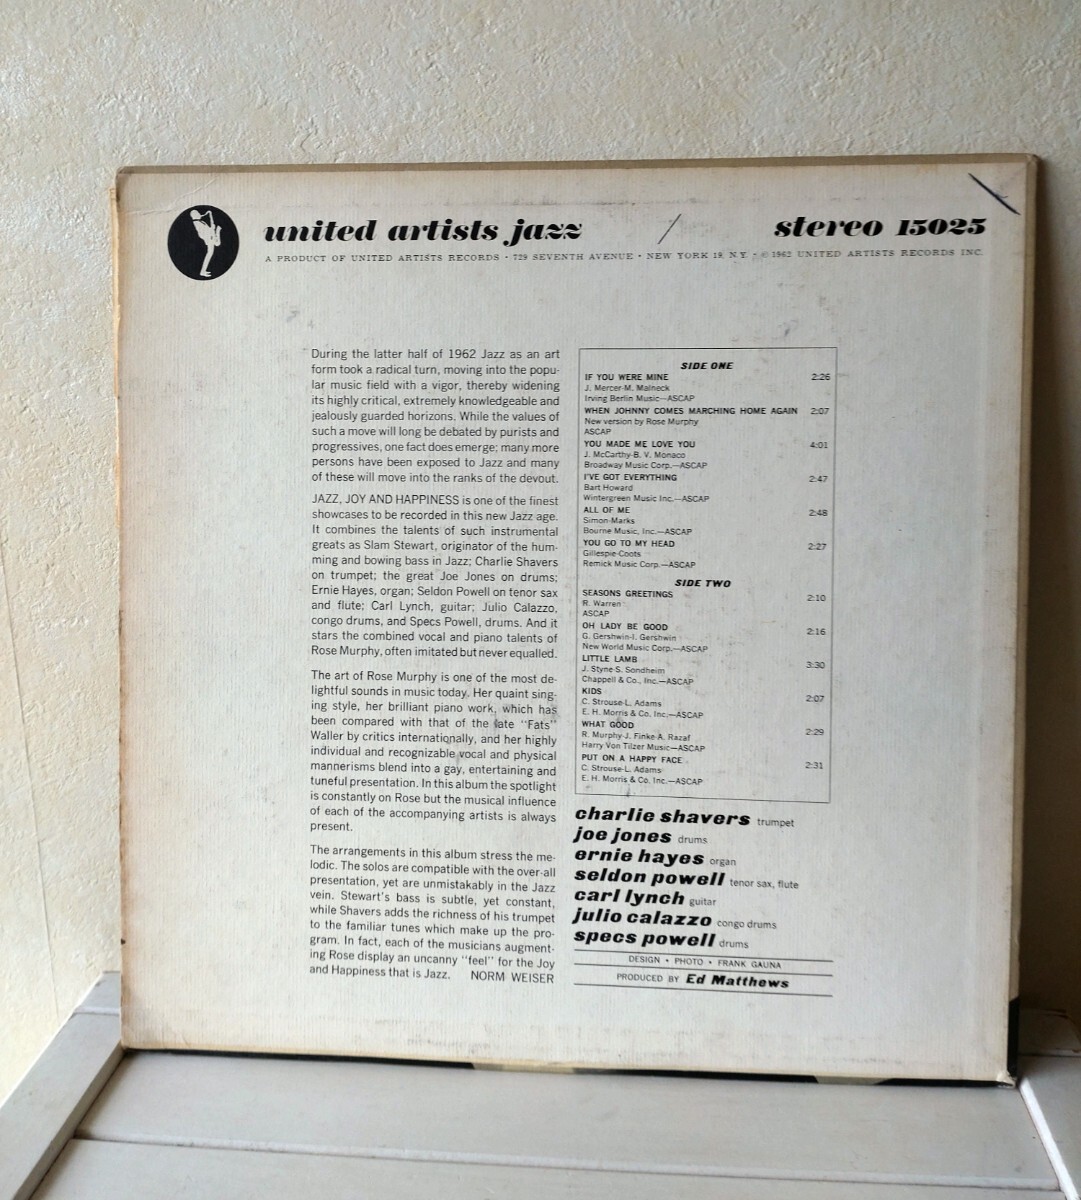 united artists jazz / stereo 15025
A PRODUCT OF UNITED ARTISTS RECORDS • 729 SEVENTH AVENUE • NEW YORK 19, N.Y. • © 1962 UNITED ARTISTS RECORDS INC.
During the latter half of 1962 Jazz as an art
form took a radical turn, moving into the popu-
lar music field with a vigor, thereby widening
its highly critical, extremely knowledgeable and
jealously guarded horizons. While the values of
such a move will long be debated by purists and
progressives, one fact does emerge; many more
persons have been exposed to Jazz and many
of these will move into the ranks of the devout.
JAZZ, JOY AND HAPPINESS is one of the finest
showcases to be recorded in this new Jazz age.
It combines the talents of such instrumental
greats as Slam Stewart, originator of the hum-
ming and bowing bass in Jazz; Charlie Shavers
on trumpet; the great Joe Jones on drums;
Ernie Hayes, organ; Seldon Powell on tenor sax
and flute; Carl Lynch, guitar; Julio Calazzo,
congo drums, and Specs Powell, drums. And it
stars the combined vocal and piano talents of
Rose Murphy, often imitated but never equalled.
The art of Rose Murphy is one of the most de-
lightful sounds in music today. Her quaint sing-
ing style, her brilliant piano work, which has
been compared with that of the late "Fats"
Waller by critics internationally, and her highly
individual and recognizable vocal and physical
mannerisms blend into a gay, entertaining and
tuneful presentation. In this album the spotlight
is constantly on Rose but the musical influence
of each of the accompanying artists is always
present.
The arrangements in this album stress the me-
lodic. The solos are compatible with the over-all
presentation, yet are unmistakably in the Jazz
vein. Stewart's bass is subtle, yet constant,
while Shavers adds the richness of his trumpet
to the familiar tunes which make up the pro-
gram. In fact, each of the musicians augment-
ing Rose display an uncanny "feel" for the Joy
and Happiness that is Jazz. NORM WEISER
SIDE ONE
IF YOU WERE MINE 2:26
J. Mercer-M. Malneck
Irving Berlin Music—ASCAP
WHEN JOHNNY COMES MARCHING HOME AGAIN 2:07
New version by Rose Murphy
ASCAP
YOU MADE ME LOVE YOU 4:01
J. McCarthy-B. V. Monaco
Broadway Music Corp.—ASCAP
I'VE GOT EVERYTHING 2:47
Bart Howard
Wintergreen Music Inc.—ASCAP
ALL OF ME 2:48
Simon-Marks
Bourne Music, Inc.—ASCAP
YOU GO TO MY HEAD 2:27
Gillespie-Coots
Remick Music Corp.—ASCAP
SIDE TWO
SEASONS GREETINGS 2:10
R. Warren
ASCAP
OH LADY BE GOOD 2:16
G. Gershwin-I. Gershwin
New World Music Corp.—ASCAP
LITTLE LAMB 3:30
J. Styne-S. Sondheim
Chappell & Co., Inc.—ASCAP
KIDS 2:07
C. Strouse-L. Adams
E. H. Morris & Co. Inc.—ASCAP
WHAT GOOD 2:29
R. Murphy-J. Finke-A. Razaf
Harry Von Tilzer Music—ASCAP
PUT ON A HAPPY FACE 2:31
C. Strouse-L. Adams
E. H. Morris & Co. Inc.—ASCAP
charlie shavers trumpet
joe jones drums
ernie hayes organ
seldon powell tenor sax, flute
carl lynch guitar
julio calazzo congo drums
specs powell drums
DESIGN • PHOTO • FRANK GAUNA
PRODUCED BY Ed Matthews